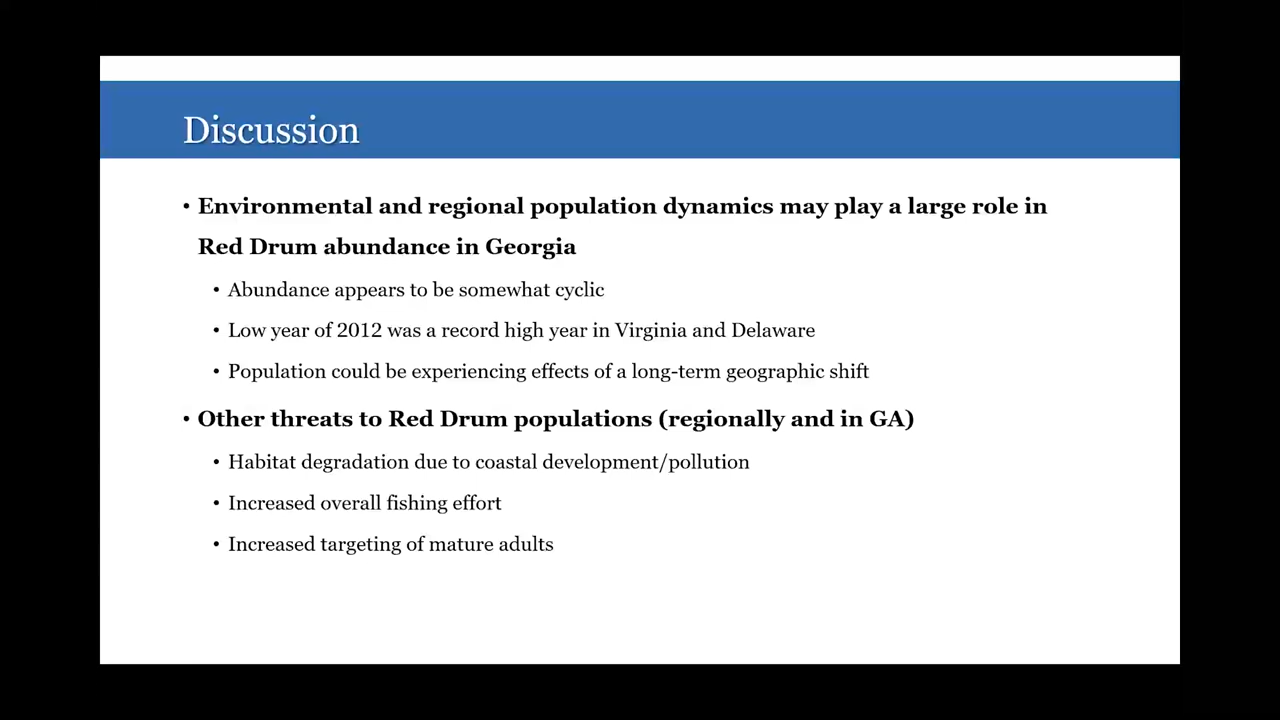 Discussion
• Environmental and regional population dynamics may play a large role in
Red Drum abundance in Georgia
• Abundance appears to be somewhat cyclic
• Low year of 2012 was a record high year in Virginia and Delaware
• Population could be experiencing effects of a long-term geographic shift
• Other threats to Red Drum populations (regionally and in GA)
• Habitat degradation due to coastal development/pollution
• Increased overall fishing effort
• Increased targeting of mature adults